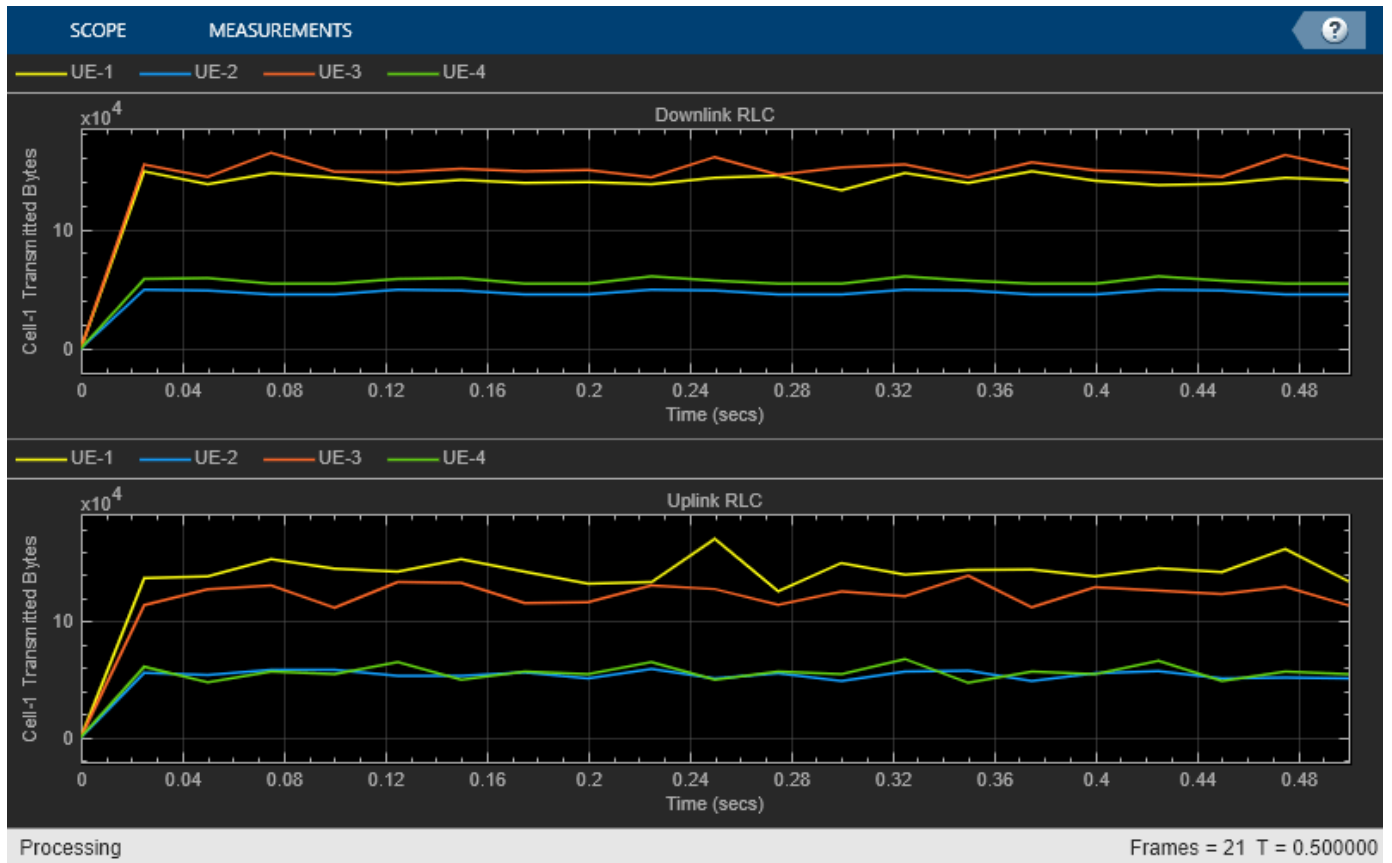 SCOPE MEASUREMENTS ?
UE-1 UE-2 UE-3 UE-4
Downlink RLC
x10^4
Cell-1 Transmitted Bytes
10
0
0 0.04 0.08 0.12 0.16 0.2 0.24 0.28 0.32 0.36 0.4 0.44 0.48
Time (secs)
UE-1 UE-2 UE-3 UE-4
Uplink RLC
x10^4
Cell-1 Transmitted Bytes
10
0
0 0.04 0.08 0.12 0.16 0.2 0.24 0.28 0.32 0.36 0.4 0.44 0.48
Time (secs)
Processing Frames = 21 T = 0.500000